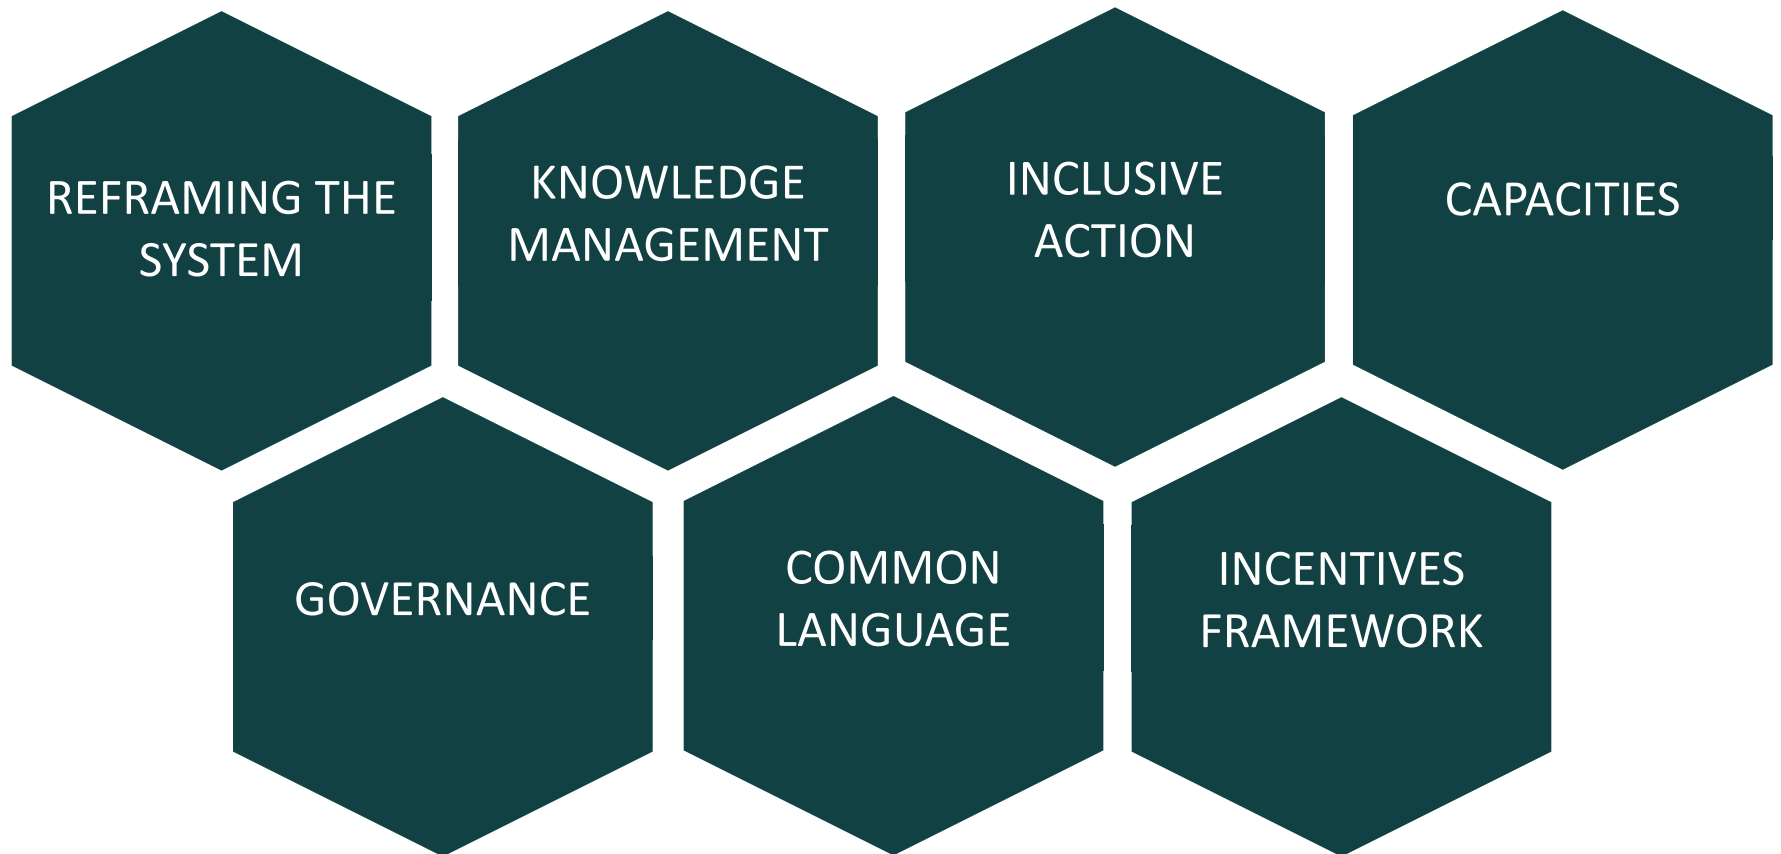 REFRAMING THE
SYSTEM
KNOWLEDGE
MANAGEMENT
INCLUSIVE
ACTION
CAPACITIES
GOVERNANCE
COMMON
LANGUAGE
INCENTIVES
FRAMEWORK